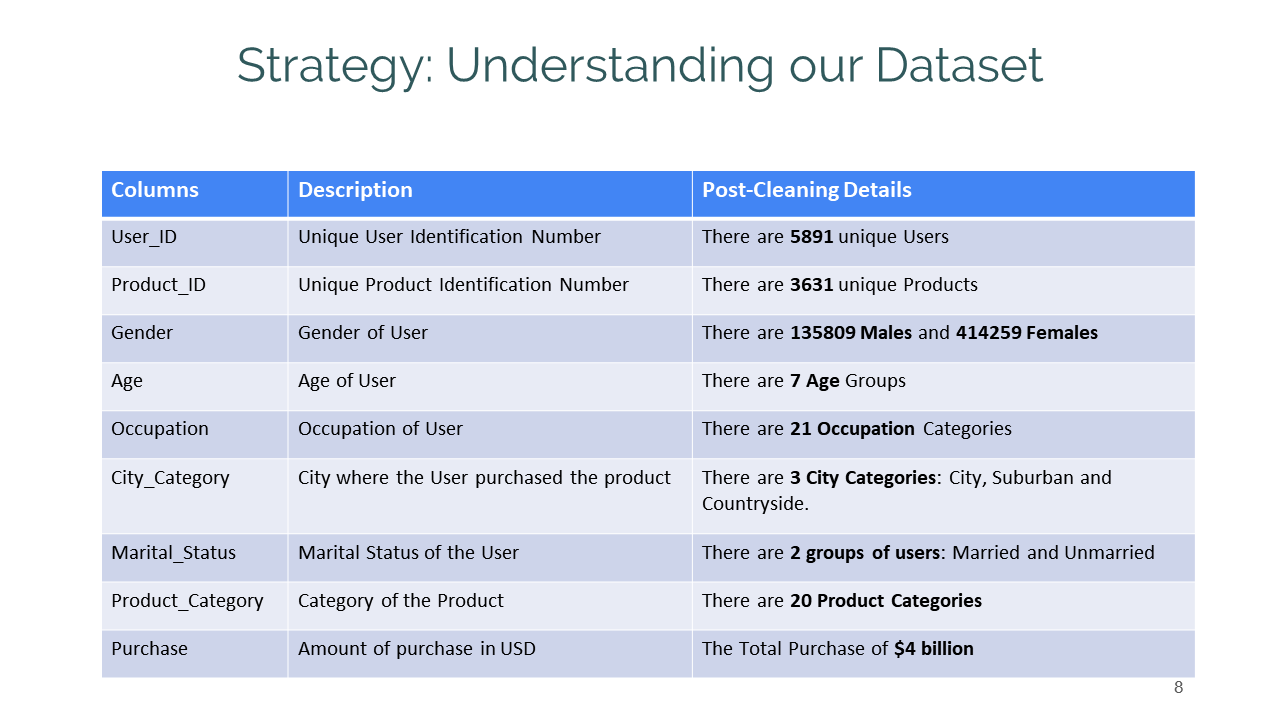 Strategy: Understanding our Dataset
Columns Description Post-Cleaning Details
User_ID Unique User Identification Number There are 5891 unique Users
Product_ID Unique Product Identification Number There are 3631 unique Products
Gender Gender of User There are 135809 Males and 414259 Females
Age Age of User There are 7 Age Groups
Occupation Occupation of User There are 21 Occupation Categories
City_Category City where the User purchased the product There are 3 City Categories: City, Suburban and
Countryside.
Marital_Status Marital Status of the User There are 2 groups of users: Married and Unmarried
Product_Category Category of the Product There are 20 Product Categories
Purchase Amount of purchase in USD The Total Purchase of $4 billion
8